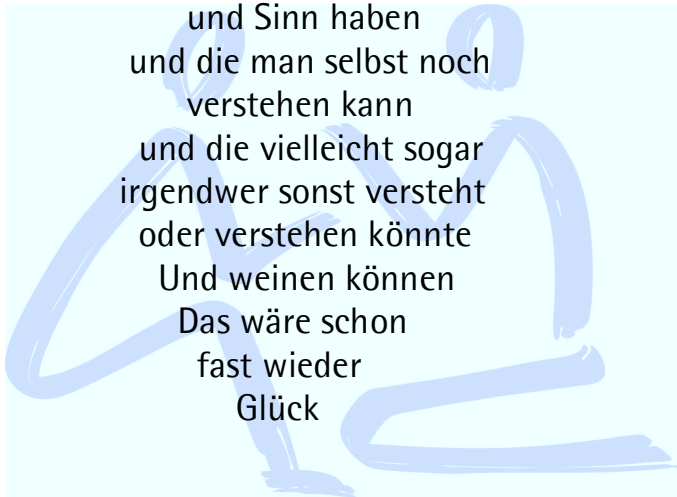 und Sinn haben
und die man selbst noch
verstehen kann
und die vielleicht sogar
irgendwer sonst versteht
oder verstehen könnte
Und weinen können
Das wäre schon
fast wieder
Glück